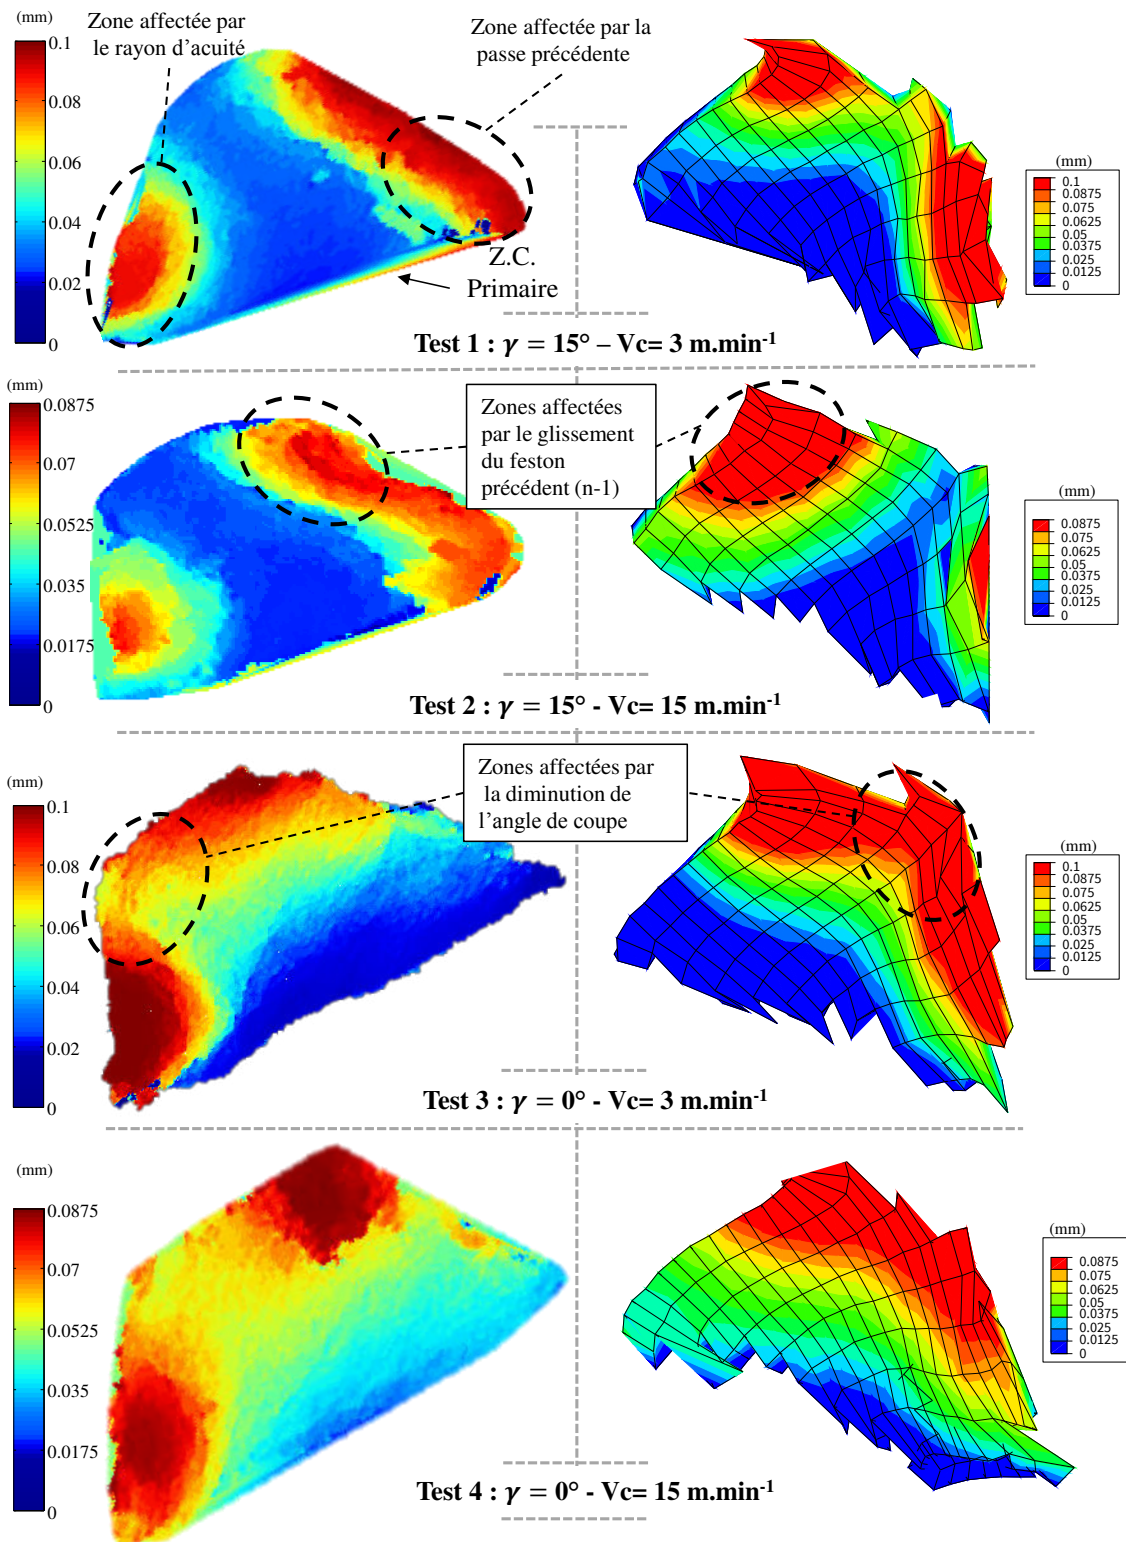 (mm)
0.1
0.08
0.06
0.04
0.02
0
Zone affectée par
le rayon d'acuité
Zone affectée par la
passe précédente
Z.C.
Primaire
(mm)
0.1
0.0875
0.075
0.0625
0.05
0.0375
0.025
0.0125
0
Test 1 : γ = 15° – Vc= 3 m.min-1
(mm)
0.0875
0.07
0.0525
0.035
0.0175
0
Zones affectées
par le glissement
du feston
précédent (n-1)
(mm)
0.0875
0.075
0.0625
0.05
0.0375
0.025
0.0125
0
Test 2 : γ = 15° - Vc= 15 m.min-1
(mm)
0.1
0.08
0.06
0.04
0.02
0
Zones affectées par
la diminution de
l'angle de coupe
(mm)
0.1
0.0875
0.075
0.0625
0.05
0.0375
0.025
0.0125
0
Test 3 : γ = 0° - Vc= 3 m.min-1
(mm)
0.0875
0.07
0.0525
0.035
0.0175
0
(mm)
0.0875
0.075
0.0625
0.05
0.0375
0.025
0.0125
0
Test 4 : γ = 0° - Vc= 15 m.min-1